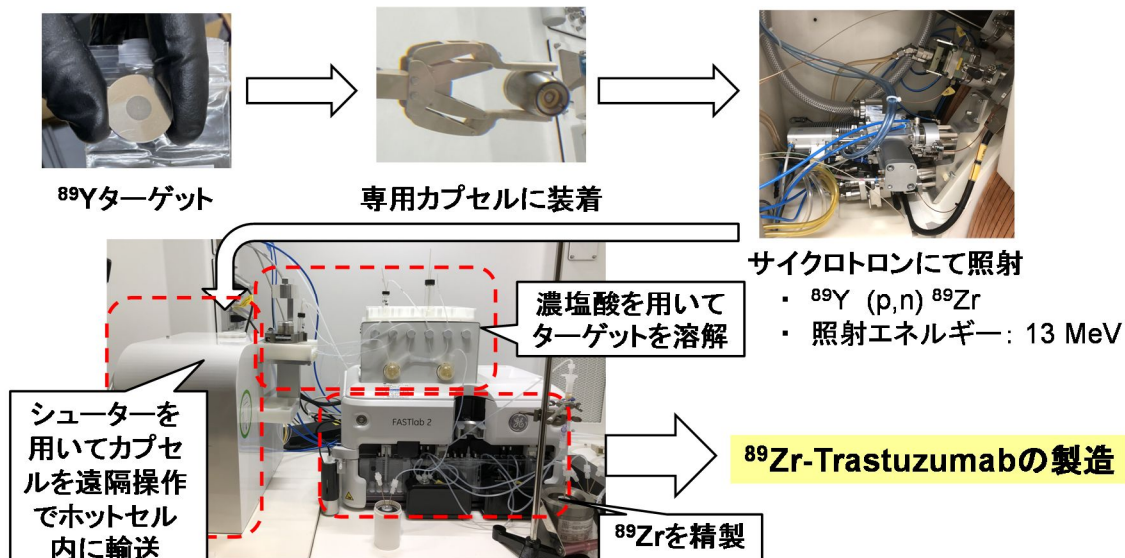 ⁸⁹Yターゲット
専用カプセルに装着
サイクロトロンにて照射
・ ⁸⁹Y (p,n) ⁸⁹Zr
・ 照射エネルギー： 13 MeV
濃塩酸を用いて
ターゲットを溶解
シューターを
用いてカプセ
ルを遠隔操作
でホットセル
内に輸送
FASTlab 2
⁸⁹Zr-Trastuzumabの製造
⁸⁹Zrを精製